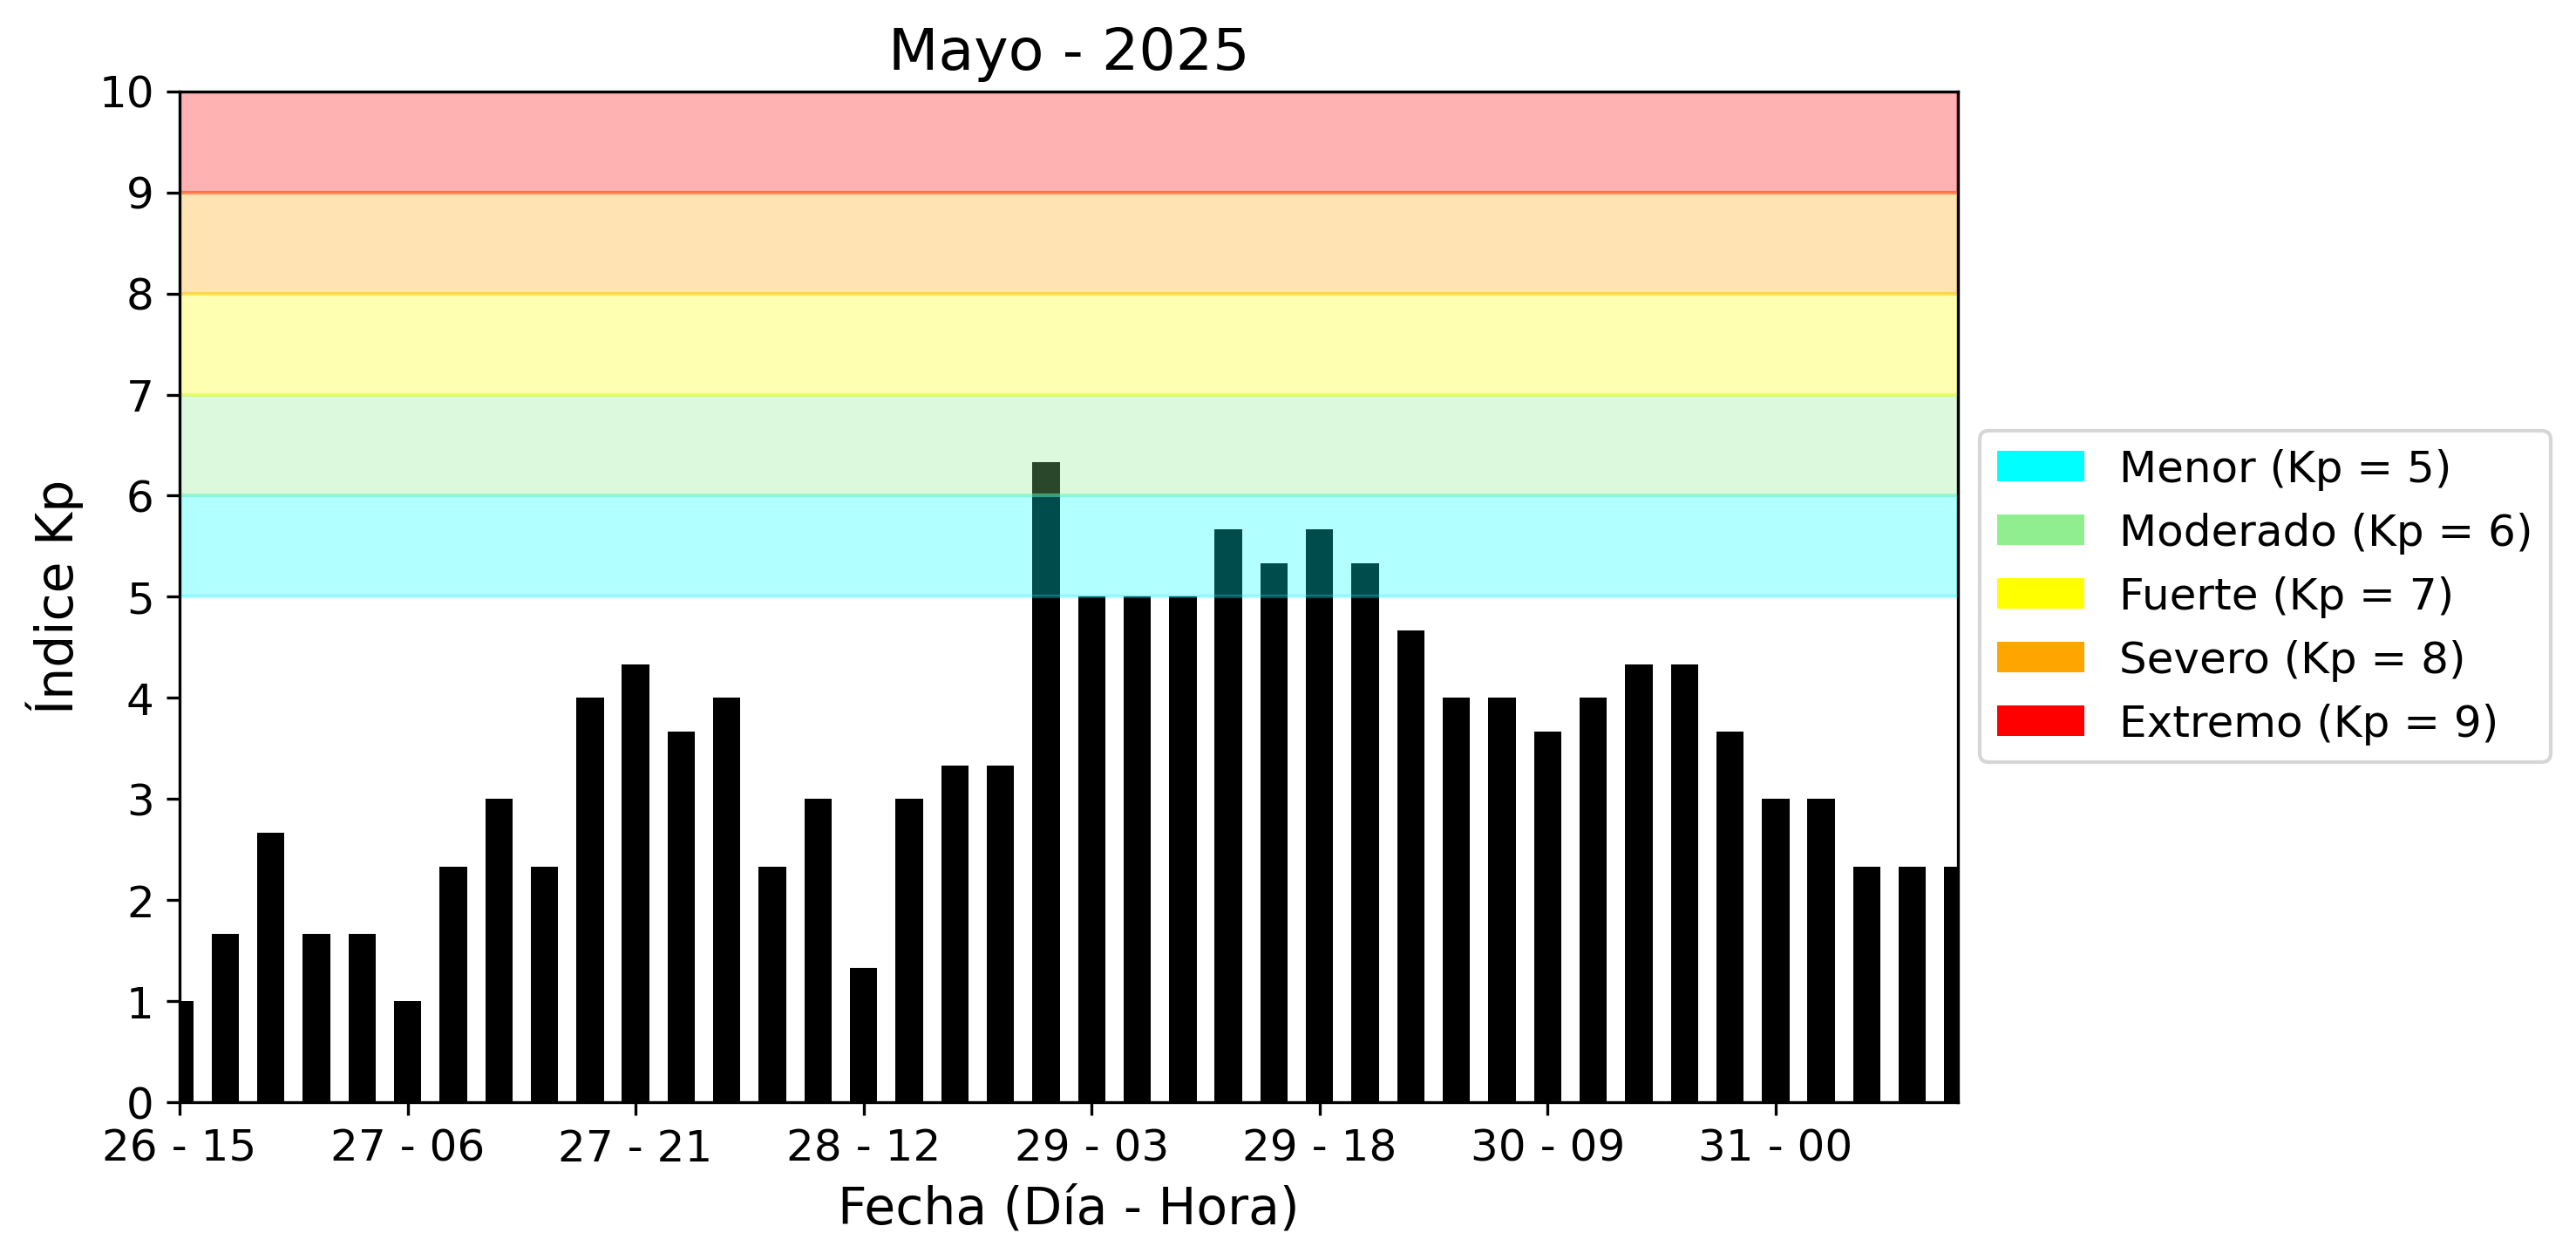 Mayo - 2025
10
9
8
7
6
5
4
3
2
1
0
Índice Kp
26 - 15
27 - 06
27 - 21
28 - 12
29 - 03
29 - 18
30 - 09
31 - 00
Fecha (Día - Hora)
Menor (Kp = 5)
Moderado (Kp = 6)
Fuerte (Kp = 7)
Severo (Kp = 8)
Extremo (Kp = 9)